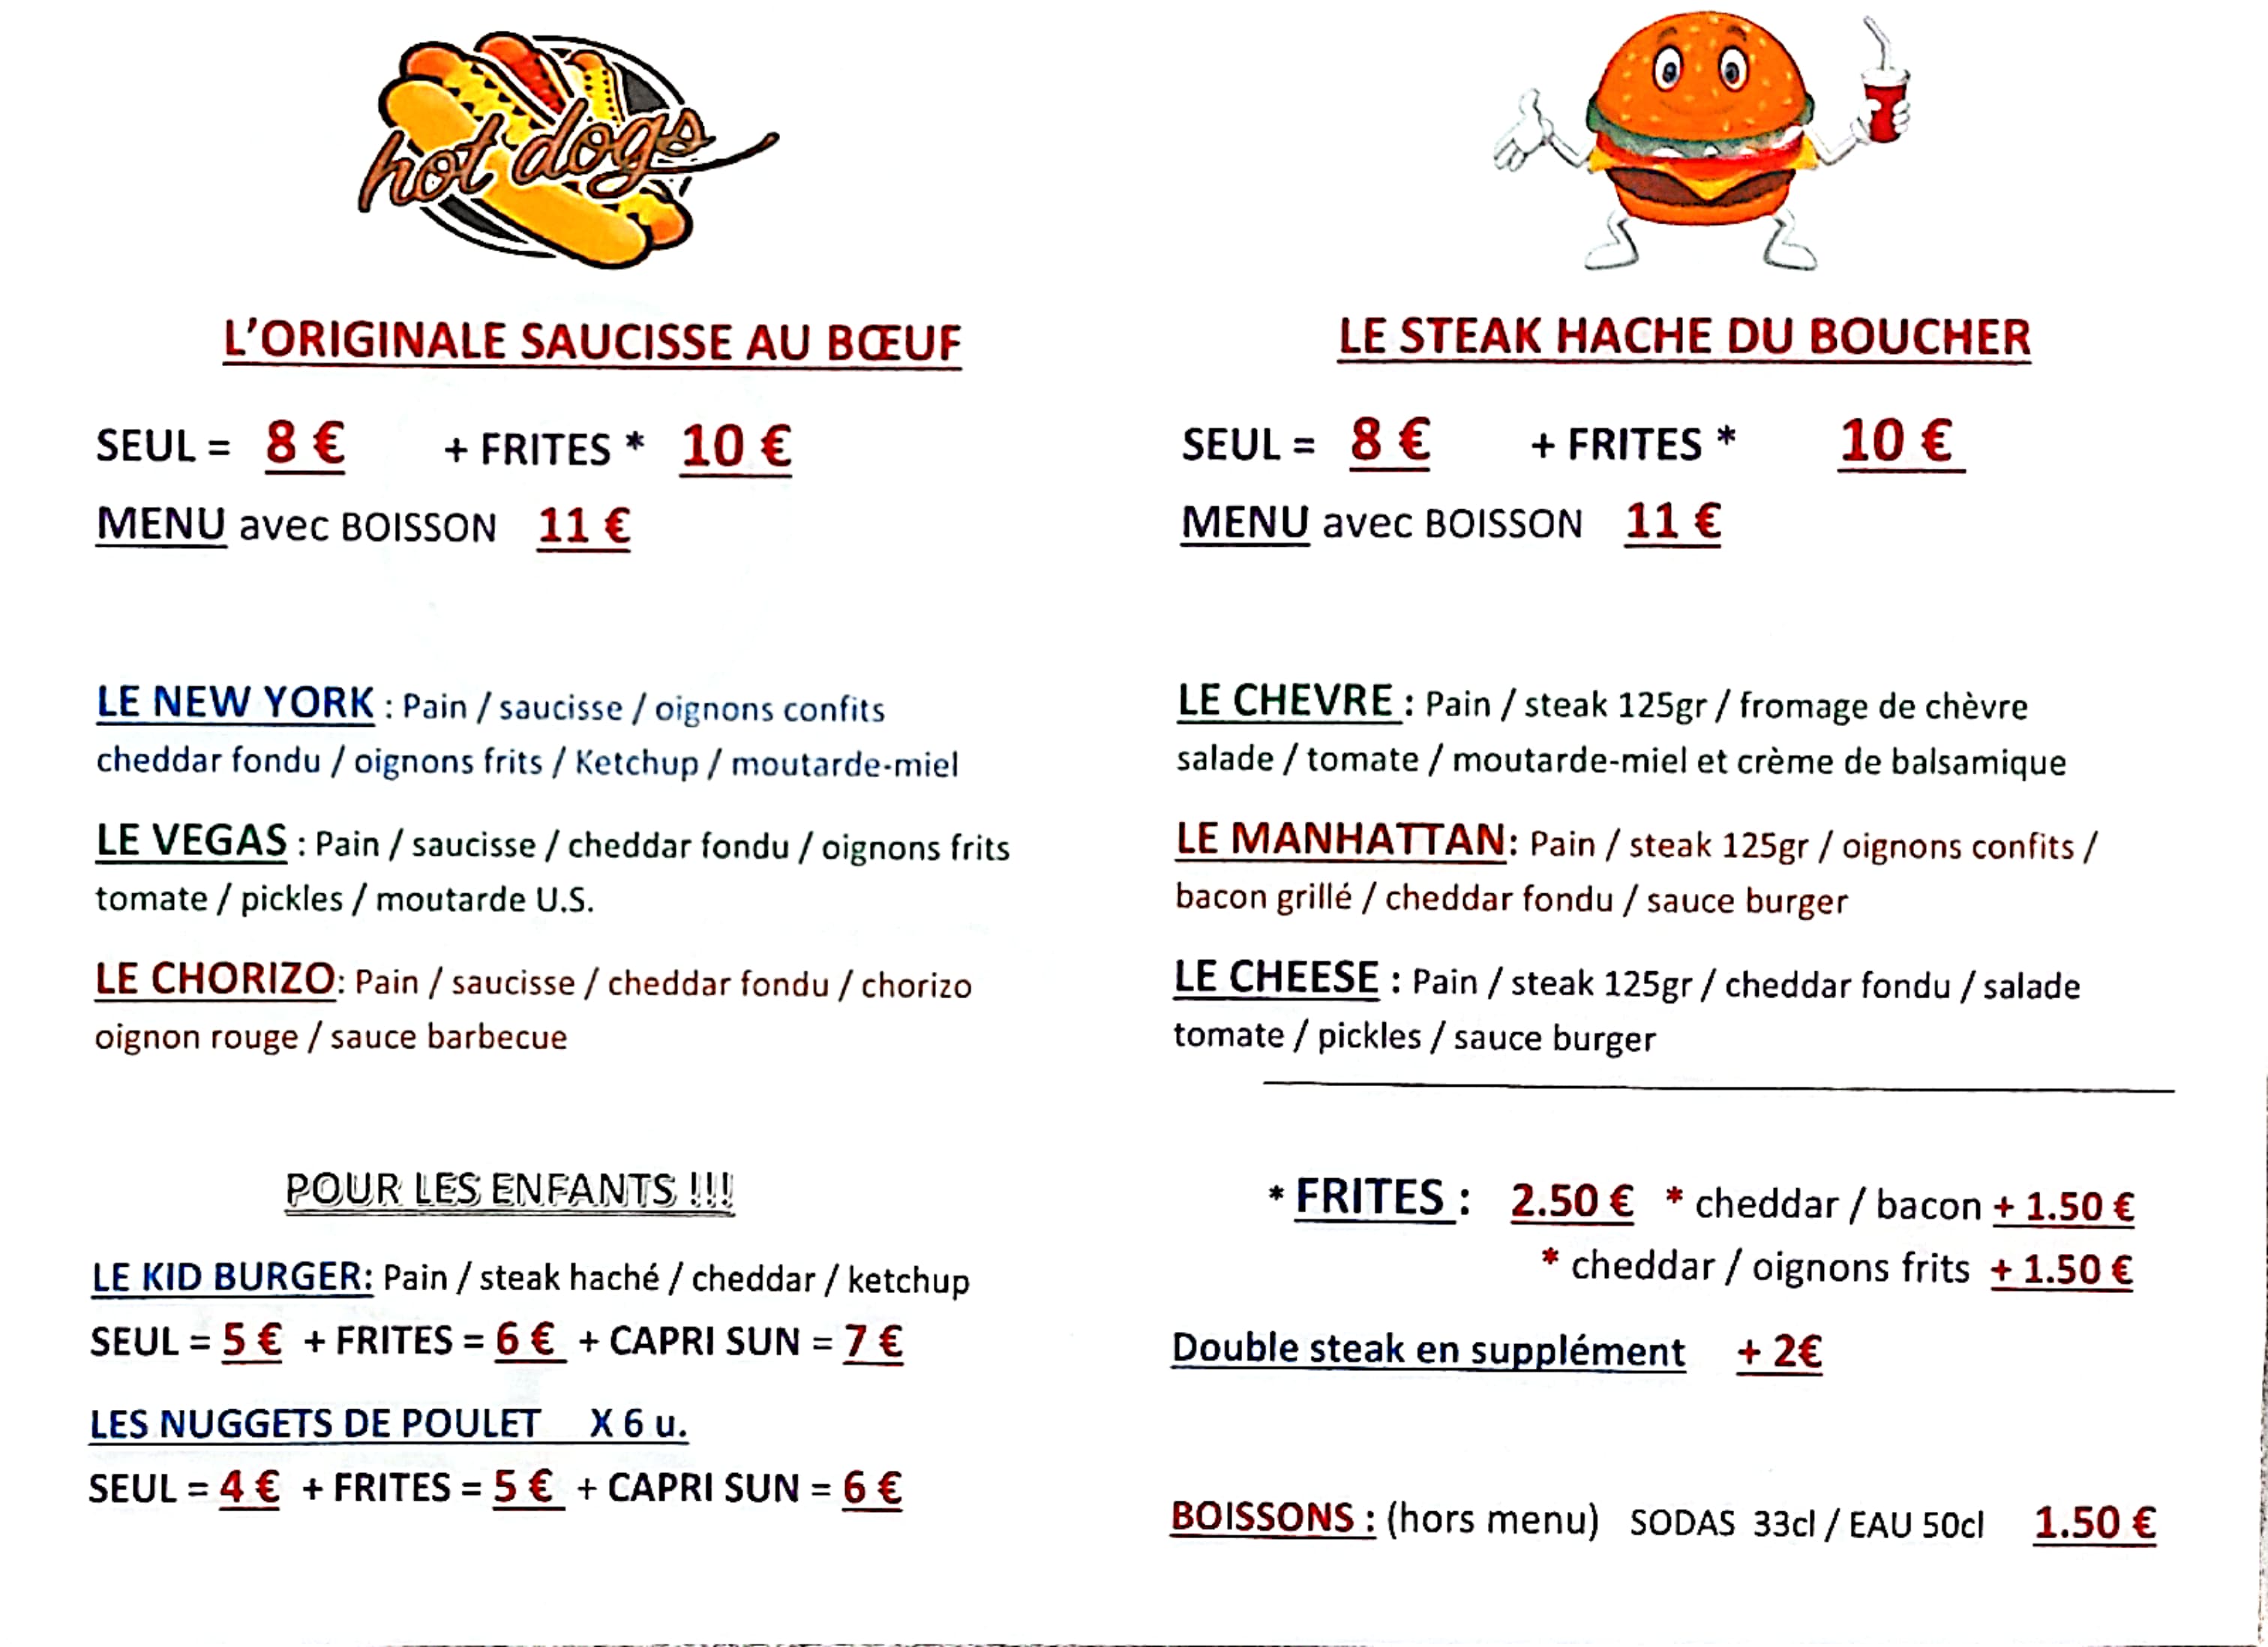 hot dogs
L'ORIGINALE SAUCISSE AU BŒUF
SEUL = 8 € + FRITES * 10 €
MENU avec BOISSON 11 €
LE NEW YORK : Pain / saucisse / oignons confits
cheddar fondu / oignons frits / Ketchup / moutarde-miel
LE VEGAS : Pain / saucisse / cheddar fondu / oignons frits
tomate / pickles / moutarde U.S.
LE CHORIZO: Pain / saucisse / cheddar fondu / chorizo
oignon rouge / sauce barbecue
POUR LES ENFANTS !!!
LE KID BURGER: Pain / steak haché / cheddar / ketchup
SEUL = 5 € + FRITES = 6 € + CAPRI SUN = 7 €
LES NUGGETS DE POULET X 6 u.
SEUL = 4 € + FRITES = 5 € + CAPRI SUN = 6 €
LE STEAK HACHE DU BOUCHER
SEUL = 8 € + FRITES * 10 €
MENU avec BOISSON 11 €
LE CHEVRE : Pain / steak 125gr / fromage de chèvre
salade / tomate / moutarde-miel et crème de balsamique
LE MANHATTAN: Pain / steak 125gr / oignons confits /
bacon grillé / cheddar fondu / sauce burger
LE CHEESE : Pain / steak 125gr / cheddar fondu / salade
tomate / pickles / sauce burger
* FRITES : 2.50 € * cheddar / bacon + 1.50 €
* cheddar / oignons frits + 1.50 €
Double steak en supplément + 2€
BOISSONS : (hors menu) SODAS 33cl / EAU 50cl 1.50 €